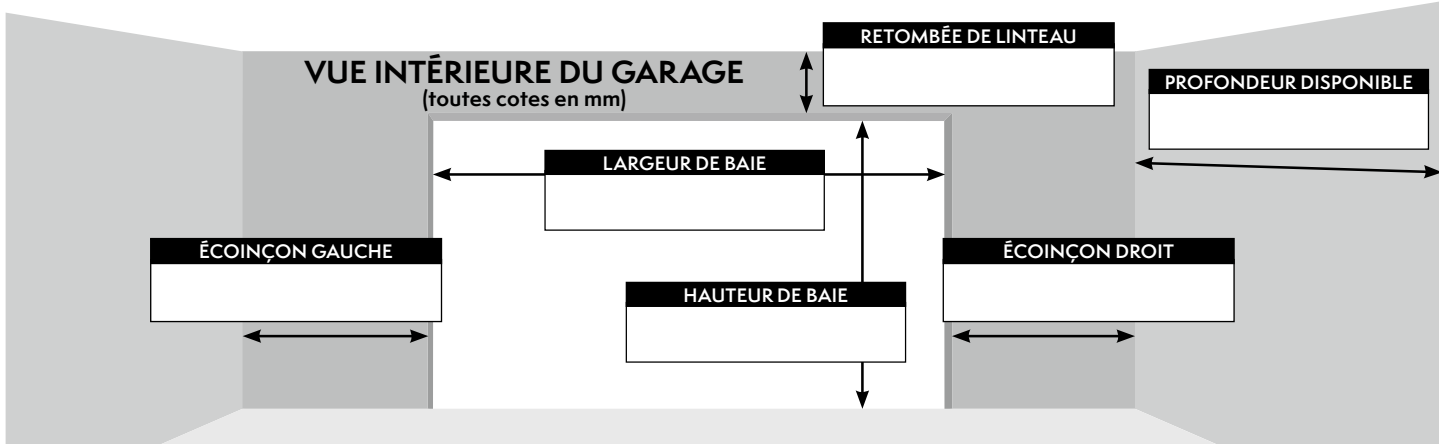 RETOMBÉE DE LINTEAU
VUE INTÉRIEURE DU GARAGE
(toutes cotes en mm)
PROFONDEUR DISPONIBLE
LARGEUR DE BAIE
ÉCOINÇON GAUCHE
ÉCOINÇON DROIT
HAUTEUR DE BAIE